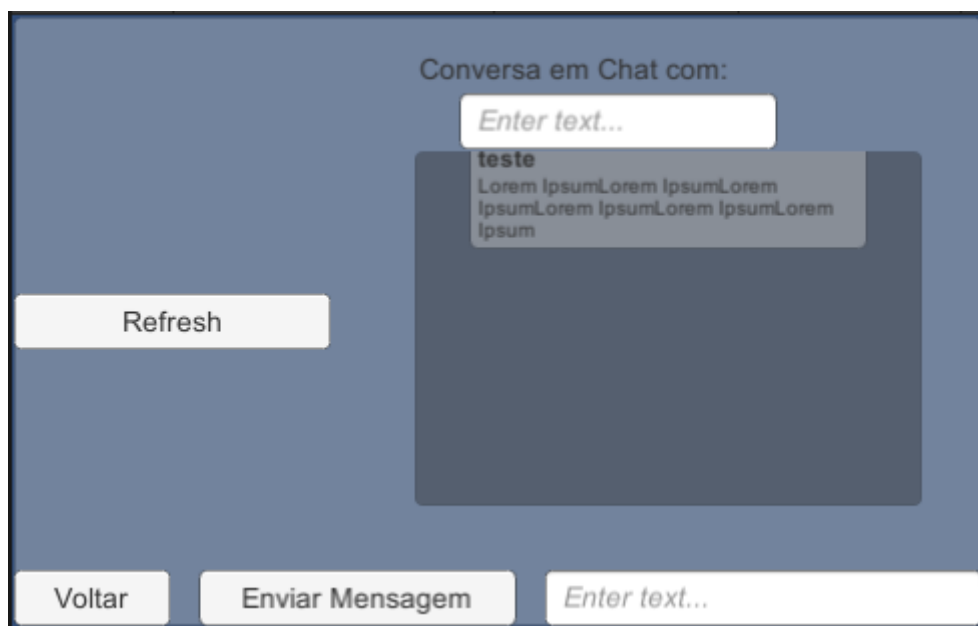 Conversa em Chat com:
Enter text...
teste
Lorem IpsumLorem IpsumLorem
IpsumLorem IpsumLorem IpsumLorem
Ipsum
Refresh
Voltar
Enviar Mensagem
Enter text...